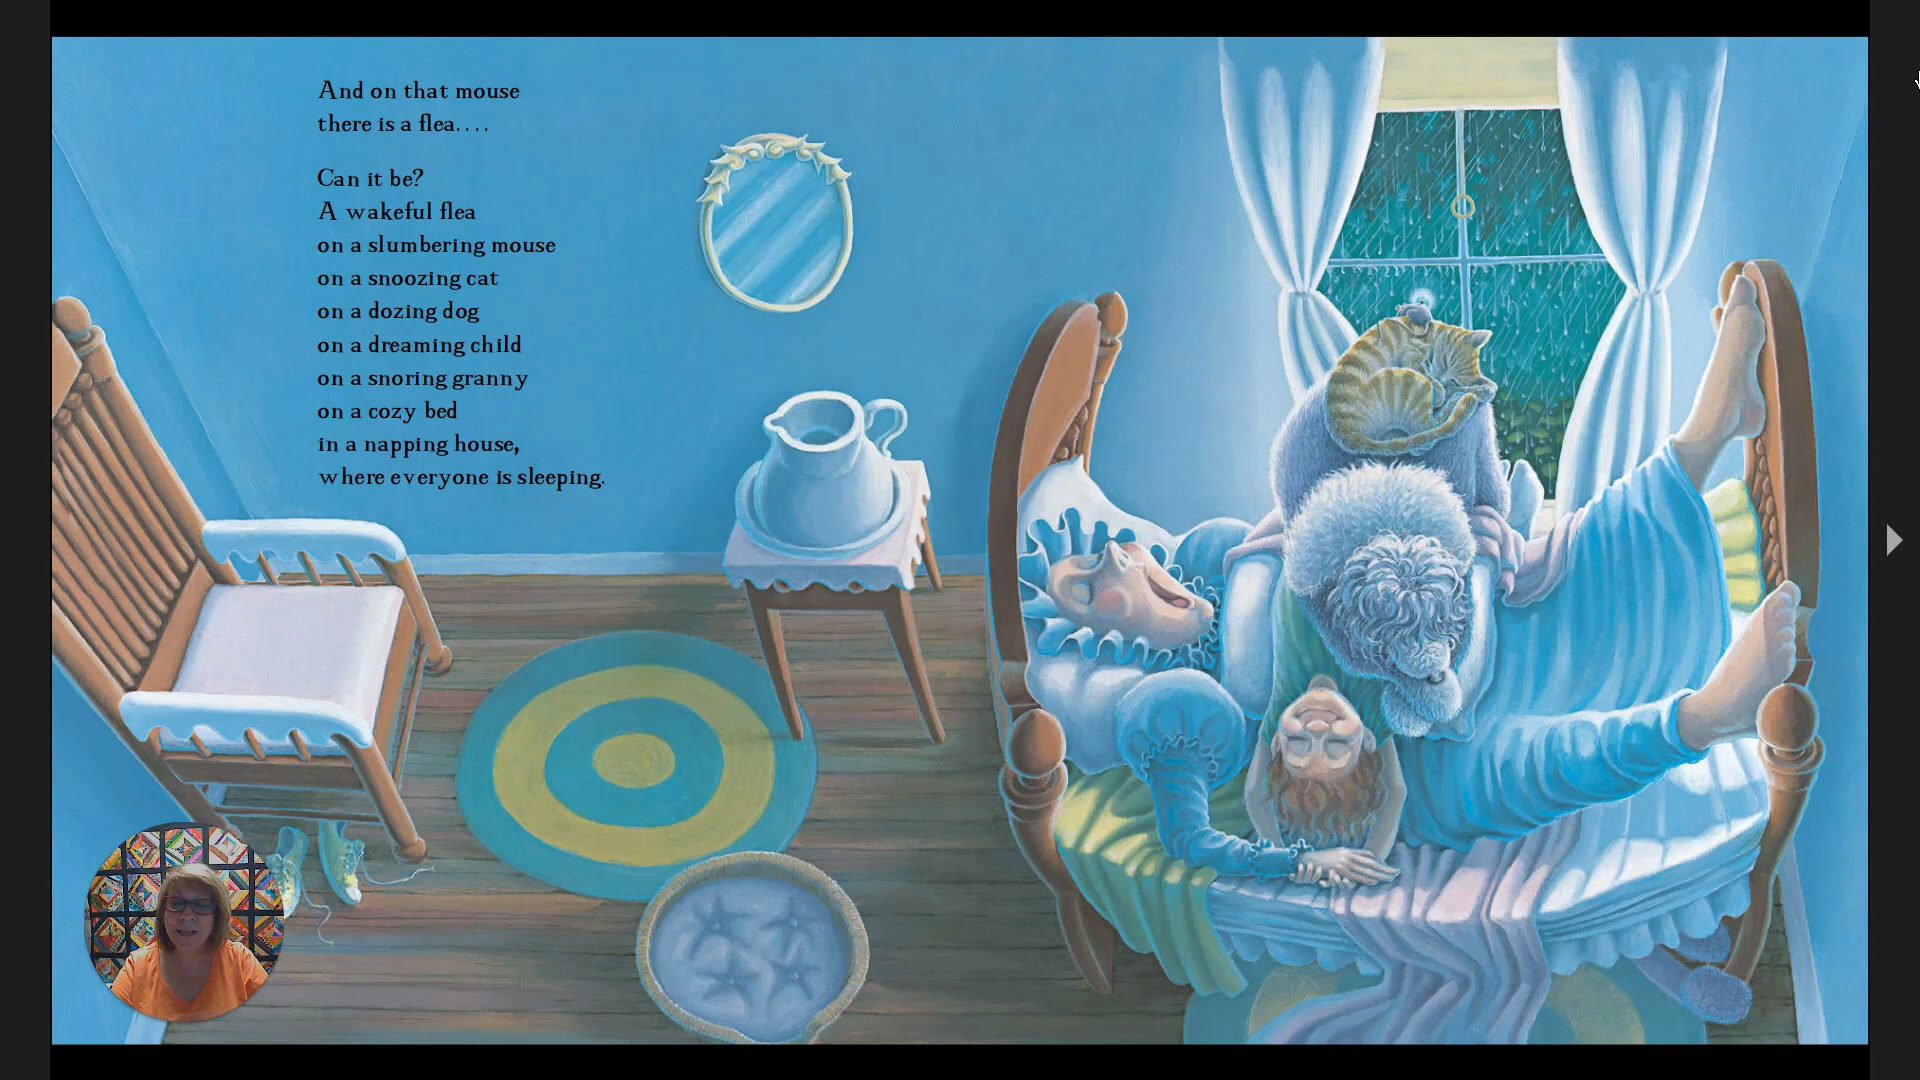 And on that mouse
there is a flea....
Can it be?
A wakeful flea
on a slumbering mouse
on a snoozing cat
on a dozing dog
on a dreaming child
on a snoring granny
on a cozy bed
in a napping house,
where everyone is sleeping.